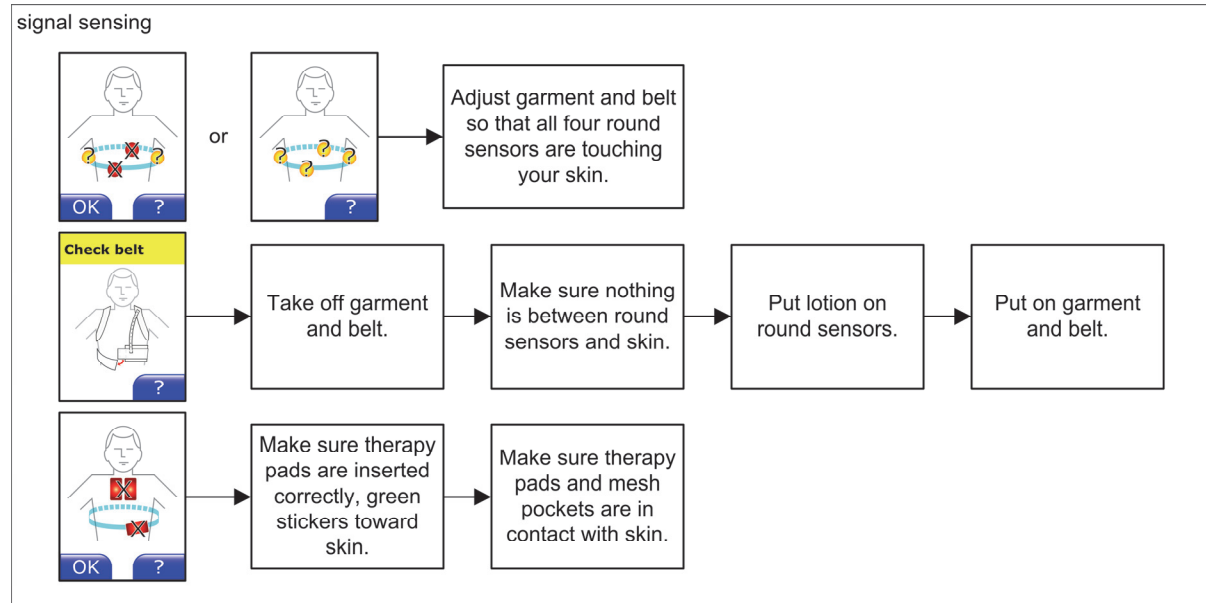 signal sensing
?
X
X
?
OK
?
or
?
?
?
?
?
Adjust garment and belt
so that all four round
sensors are touching
your skin.
Check belt
?
Take off garment
and belt.
Make sure nothing
is between round
sensors and skin.
Put lotion on
round sensors.
Put on garment
and belt.
X
X
OK
?
Make sure therapy
pads are inserted
correctly, green
stickers toward
skin.
Make sure therapy
pads and mesh
pockets are in
contact with skin.